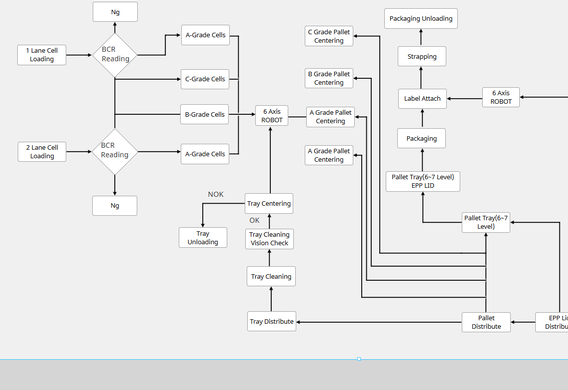 Ng
1 Lane Cell
Loading
BCR
Reading
A-Grade Cells
C-Grade Cells
B-Grade Cells
A-Grade Cells
2 Lane Cell
Loading
BCR
Reading
Ng
6 Axis
ROBOT
C Grade Pallet
Centering
B Grade Pallet
Centering
A Grade Pallet
Centering
A Grade Pallet
Centering
NOK
Tray Centering
OK
Tray
Unloading
Tray Cleaning
Vision Check
Tray Cleaning
Tray Distribute
Packaging Unloading
Strapping
Label Attach
6 Axis
ROBOT
Packaging
Pallet Tray(6~7 Level)
EPP LID
Pallet Tray(6~7
Level)
Pallet
Distribute
EPP